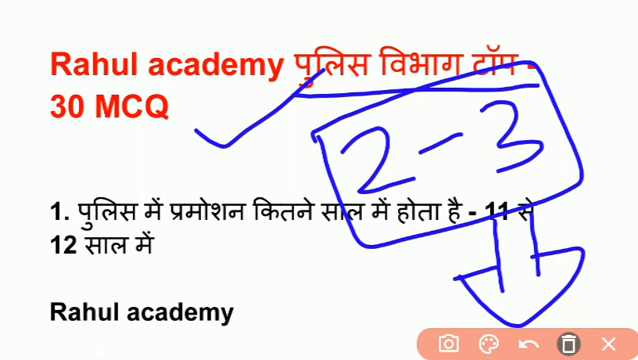 Rahul academy पुलिस विभाग टॉप -
30 MCQ
2-3
1. पुलिस में प्रमोशन कितने साल में होता है - 11 से
12 साल में
Rahul academy